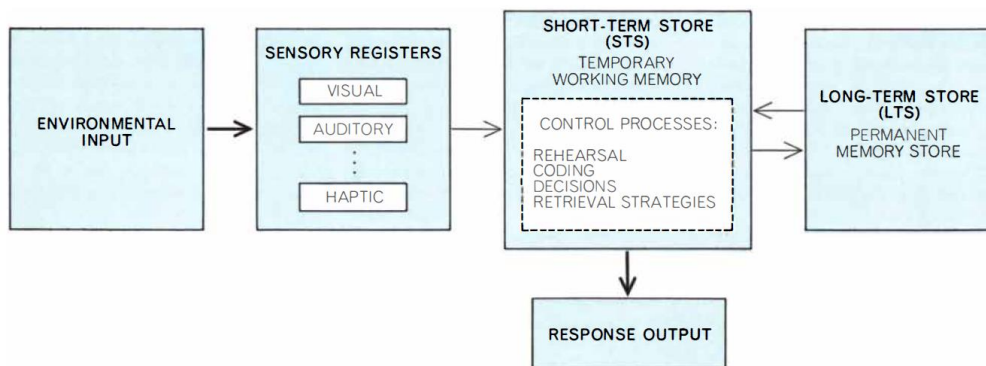 ENVIRONMENTAL
INPUT
SENSORY REGISTERS
VISUAL
AUDITORY
HAPTIC
SHORT-TERM STORE
(STS)
TEMPORARY
WORKING MEMORY
CONTROL PROCESSES:
REHEARSAL
CODING
DECISIONS
RETRIEVAL STRATEGIES
LONG-TERM STORE
(LTS)
PERMANENT
MEMORY STORE
RESPONSE OUTPUT